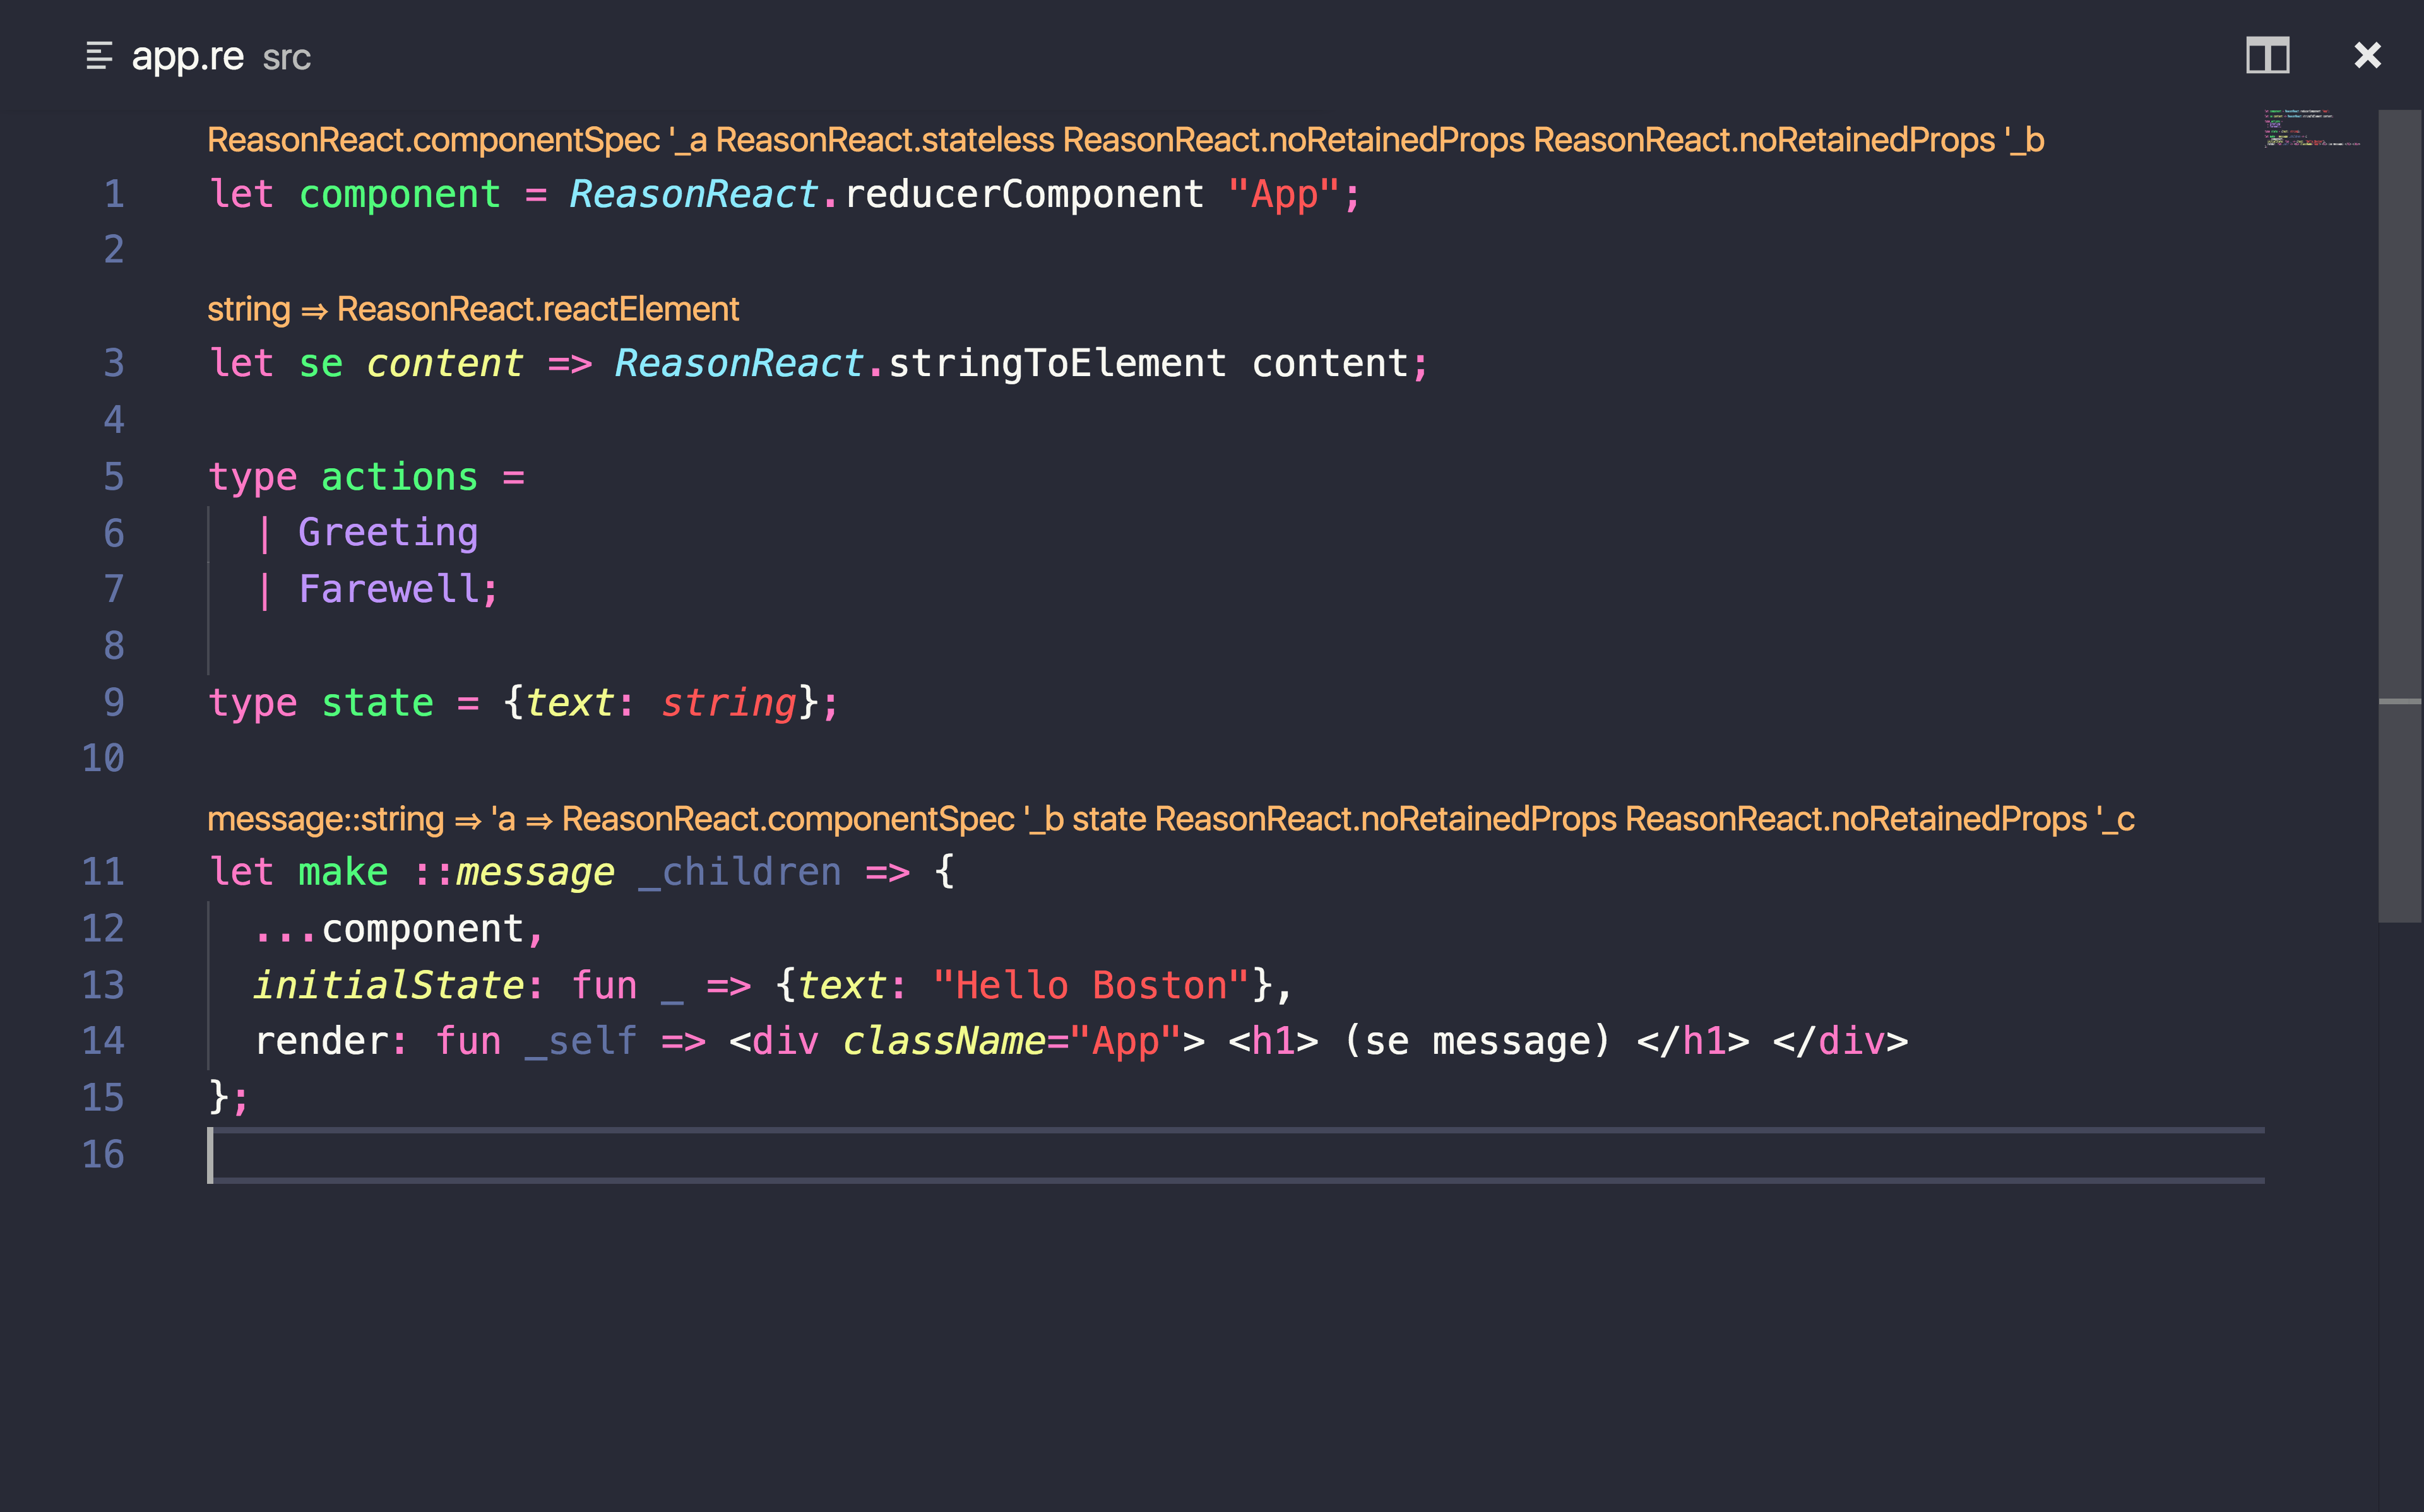 app.re src
ReasonReact.componentSpec '_a ReasonReact.stateless ReasonReact.noRetainedProps ReasonReact.noRetainedProps '_b
1 let component = ReasonReact.reducerComponent "App";
2
string ⇒ ReasonReact.reactElement
3 let se content => ReasonReact.stringToElement content;
4
5 type actions =
6   | Greeting
7   | Farewell;
8
9 type state = {text: string};
10
message::string ⇒ 'a ⇒ ReasonReact.componentSpec '_b state ReasonReact.noRetainedProps ReasonReact.noRetainedProps '_c
11 let make ::message _children => {
12   ...component,
13   initialState: fun _ => {text: "Hello Boston"},
14   render: fun _self => <div className="App"> <h1> (se message) </h1> </div>
15 };
16